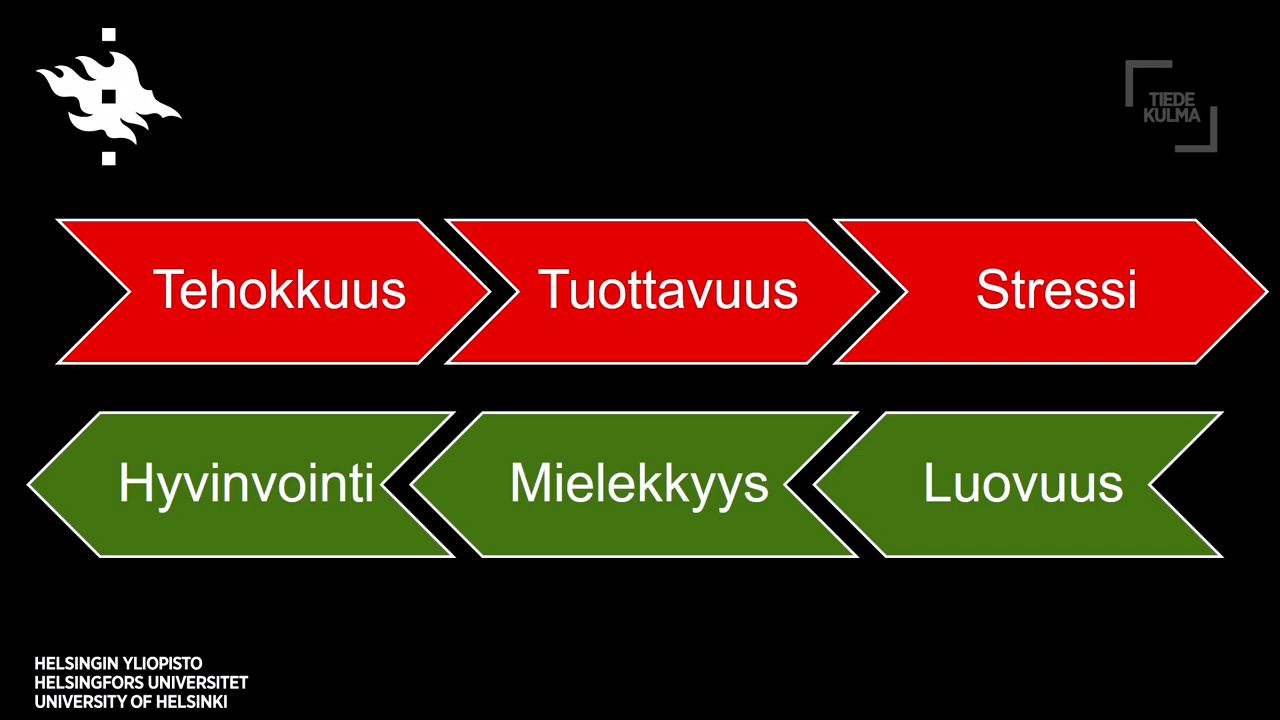 TIEDE
KULMA
Tehokkuus
Tuottavuus
Stressi
Hyvinvointi
Mielekkyys
Luovuus
HELSINGIN YLIOPISTO
HELSINGFORS UNIVERSITET
UNIVERSITY OF HELSINKI